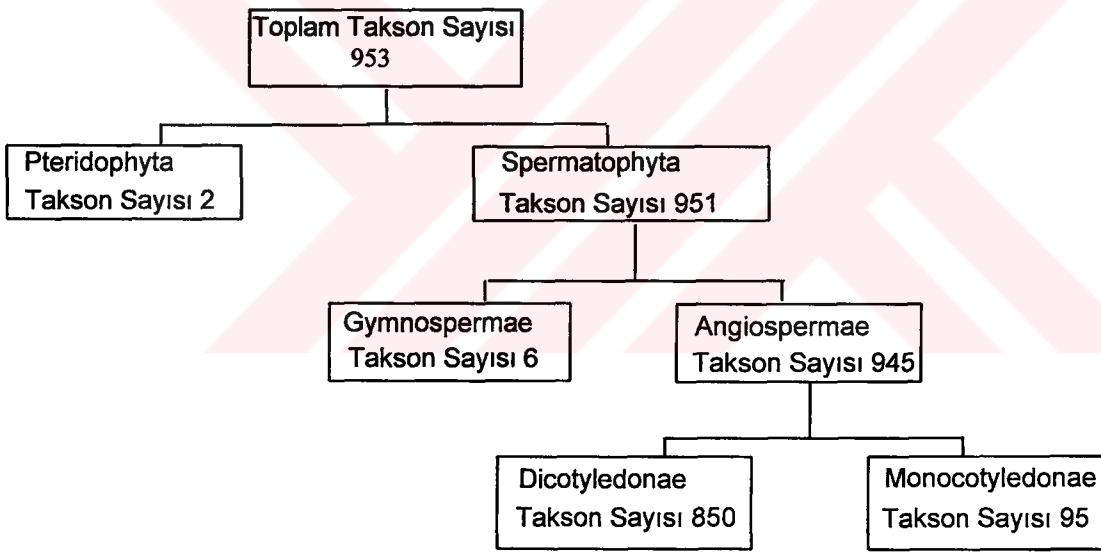 Toplam Takson Sayısı
953
Pteridophyta
Takson Sayısı 2
Spermatophyta
Takson Sayısı 951
Gymnospermae
Takson Sayısı 6
Angiospermae
Takson Sayısı 945
Dicotyledonae
Takson Sayısı 850
Monocotyledonae
Takson Sayısı 95